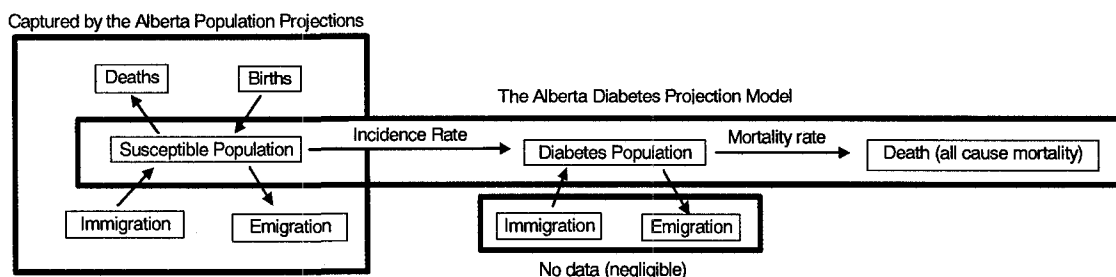 Captured by the Alberta Population Projections
Deaths
Births
The Alberta Diabetes Projection Model
Susceptible Population
Incidence Rate
Diabetes Population
Mortality rate
Death (all cause mortality)
Immigration
Emigration
Immigration
Emigration
No data (negligible)